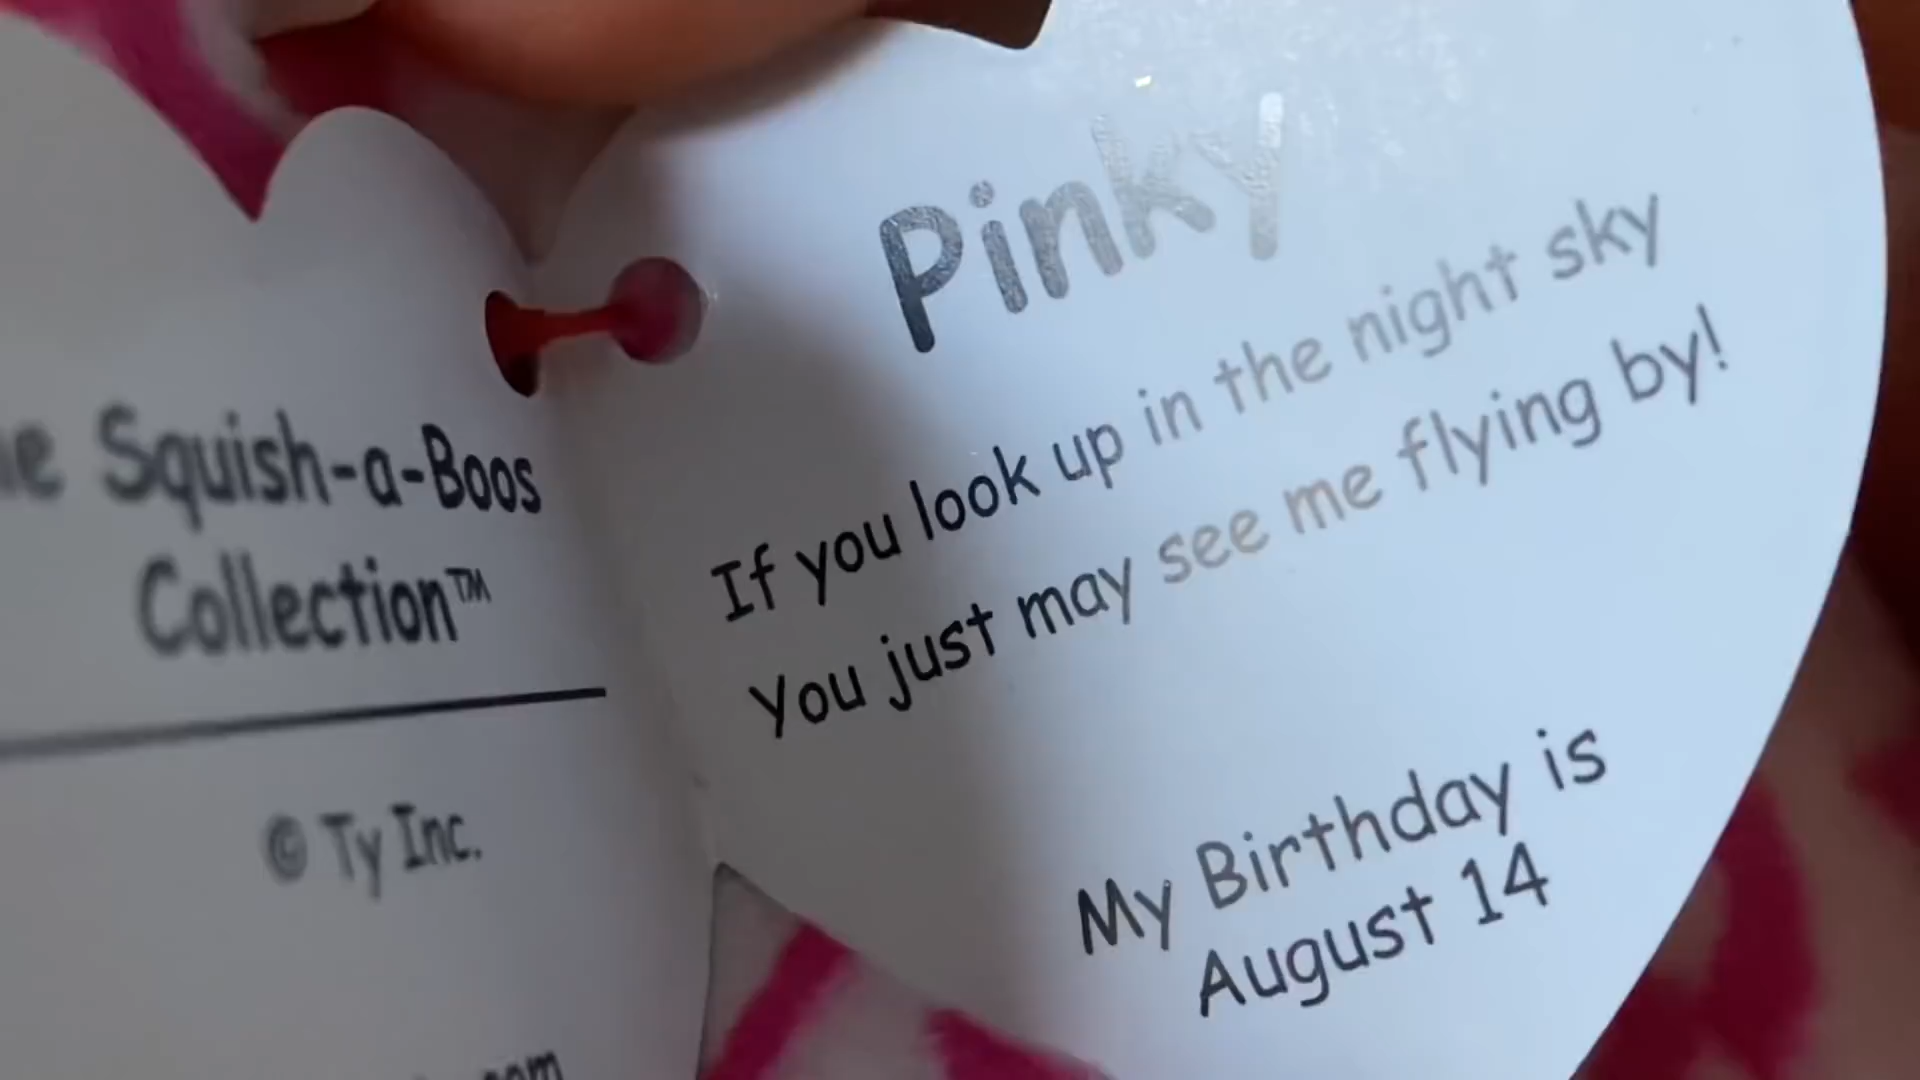 Squish-a-Boos
Collection™
© Ty Inc.
Pinky
If you look up in the night sky
You just may see me flying by!
My Birthday is
August 14